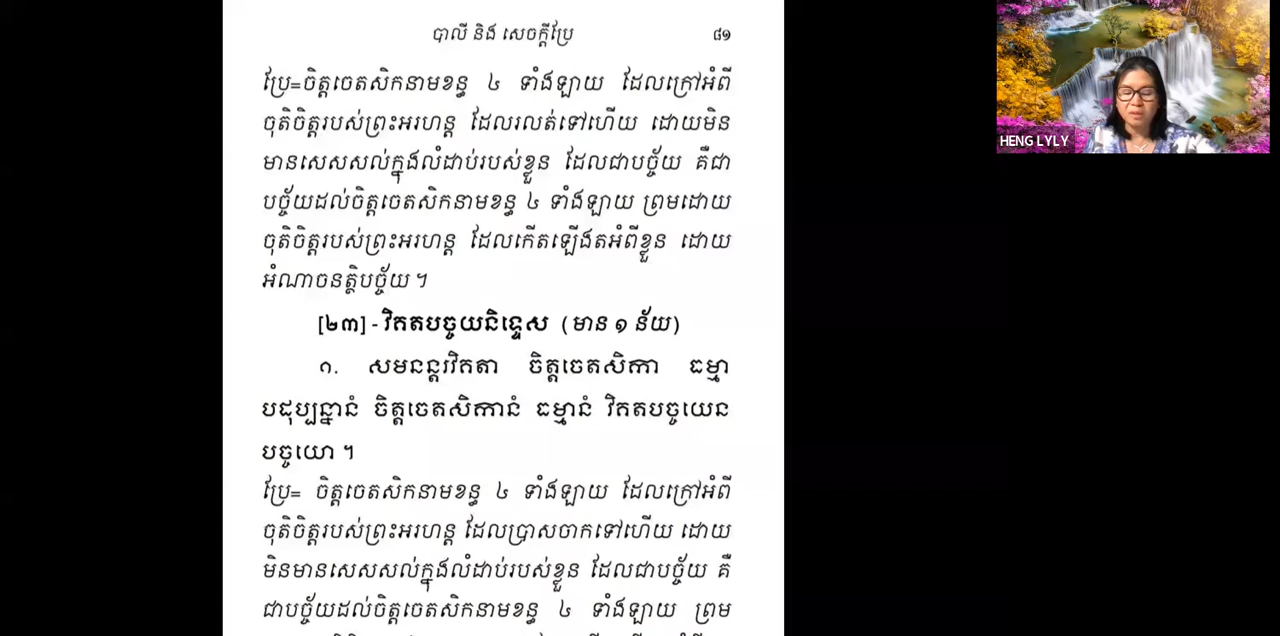 បាលី និង សេចក្ដីប្រែ ៨១
ប្រែ=ចិត្តចេតសិកនាមខន្ធ ៤ ទាំងឡាយ ដែលក្រៅអំពី
ចុតិចិត្តរបស់ព្រះអរហន្ត ដែលរលត់ទៅហើយ ដោយមិន
មានសេសសល់ក្នុងលំដាប់របស់ខ្លួន ដែលជាបច្ច័យ គឺជា
បច្ច័យដល់ចិត្តចេតសិកនាមខន្ធ ៤ ទាំងឡាយ ព្រមដោយ
ចុតិចិត្តរបស់ព្រះអរហន្ត ដែលកើតឡើងតអំពីខ្លួន ដោយ
អំណាចនត្ថិបច្ច័យ ។
[២៣] - វិគតបច្ចយនិទ្ទេស (មាន ១ ន័យ)
១. សមនន្តរវិគតា ចិត្តចេតសិកា ធម្មា
បដុប្បន្នានំ ចិត្តចេតសិកានំ ធម្មានំ វិគតបច្ចយេន
បច្ចយោ ។
ប្រែ= ចិត្តចេតសិកនាមខន្ធ ៤ ទាំងឡាយ ដែលក្រៅអំពី
ចុតិចិត្តរបស់ព្រះអរហន្ត ដែលប្រាសចាកទៅហើយ ដោយ
មិនមានសេសសល់ក្នុងលំដាប់របស់ខ្លួន ដែលជាបច្ច័យ គឺ
ជាបច្ច័យដល់ចិត្តចេតសិកនាមខន្ធ ៤ ទាំងឡាយ ព្រម
HENG LYLY